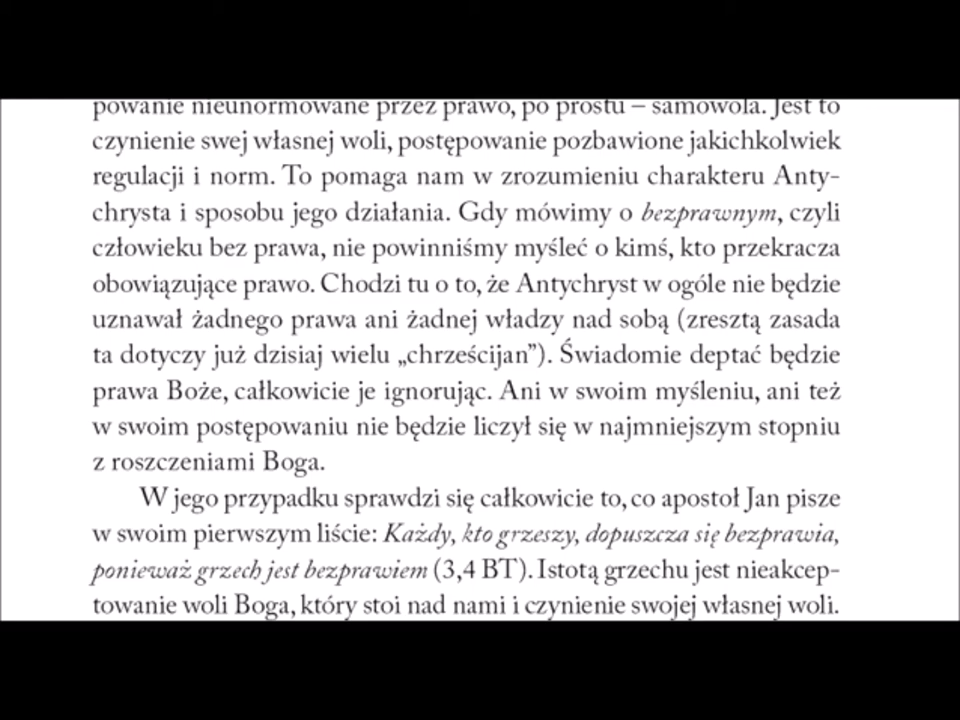 powanie nieunormowane przez prawo, po prostu – samowola. Jest to
czynienie swej własnej woli, postępowanie pozbawione jakichkolwiek
regulacji i norm. To pomaga nam w zrozumieniu charakteru Anty-
chrysta i sposobu jego działania. Gdy mówimy o bezprawnym, czyli
człowieku bez prawa, nie powinniśmy myśleć o kimś, kto przekracza
obowiązujące prawo. Chodzi tu o to, że Antychryst w ogóle nie będzie
uznawał żadnego prawa ani żadnej władzy nad sobą (zresztą zasada
ta dotyczy już dzisiaj wielu „chrześcijan”). Świadomie deptać będzie
prawa Boże, całkowicie je ignorując. Ani w swoim myśleniu, ani też
w swoim postępowaniu nie będzie liczył się w najmniejszym stopniu
z roszczeniami Boga.
W jego przypadku sprawdzi się całkowicie to, co apostoł Jan pisze
w swoim pierwszym liście: Każdy, kto grzeszy, dopuszcza się bezprawia,
ponieważ grzech jest bezprawiem (3,4 BT). Istotą grzechu jest nieakcep-
towanie woli Boga, który stoi nad nami i czynienie swojej własnej woli.